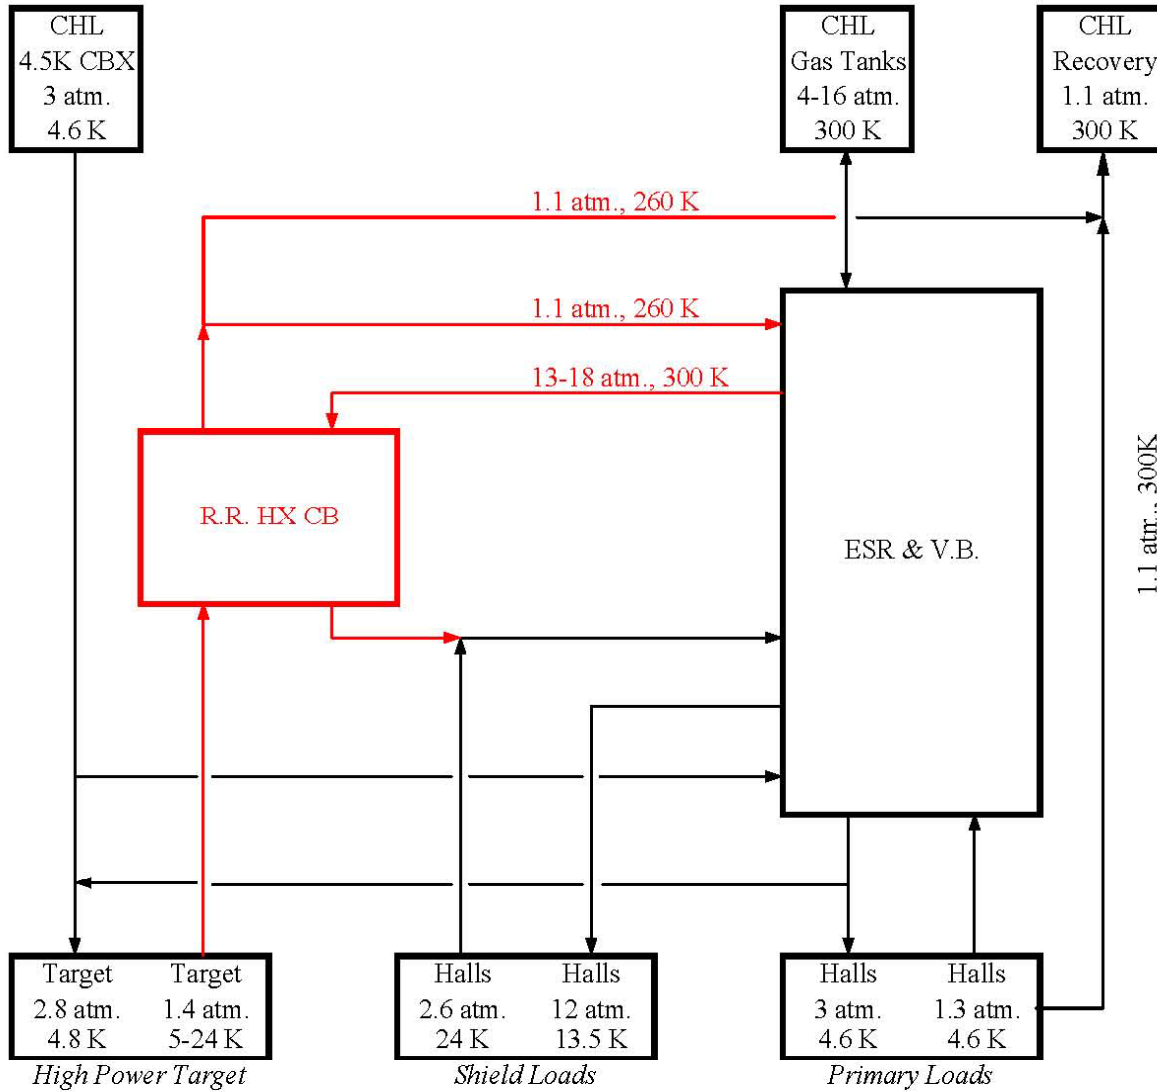 CHL
4.5K CBX
3 atm.
4.6 K
CHL
Gas Tanks
4-16 atm.
300 K
CHL
Recovery
1.1 atm.
300 K
1.1 atm., 260 K
1.1 atm., 260 K
13-18 atm., 300 K
R.R. HX CB
ESR & V.B.
1.1 atm., 300K
Target
2.8 atm.
4.8 K
Target
1.4 atm.
5-24 K
High Power Target
Halls
2.6 atm.
24 K
Halls
12 atm.
13.5 K
Shield Loads
Halls
3 atm.
4.6 K
Halls
1.3 atm.
4.6 K
Primary Loads